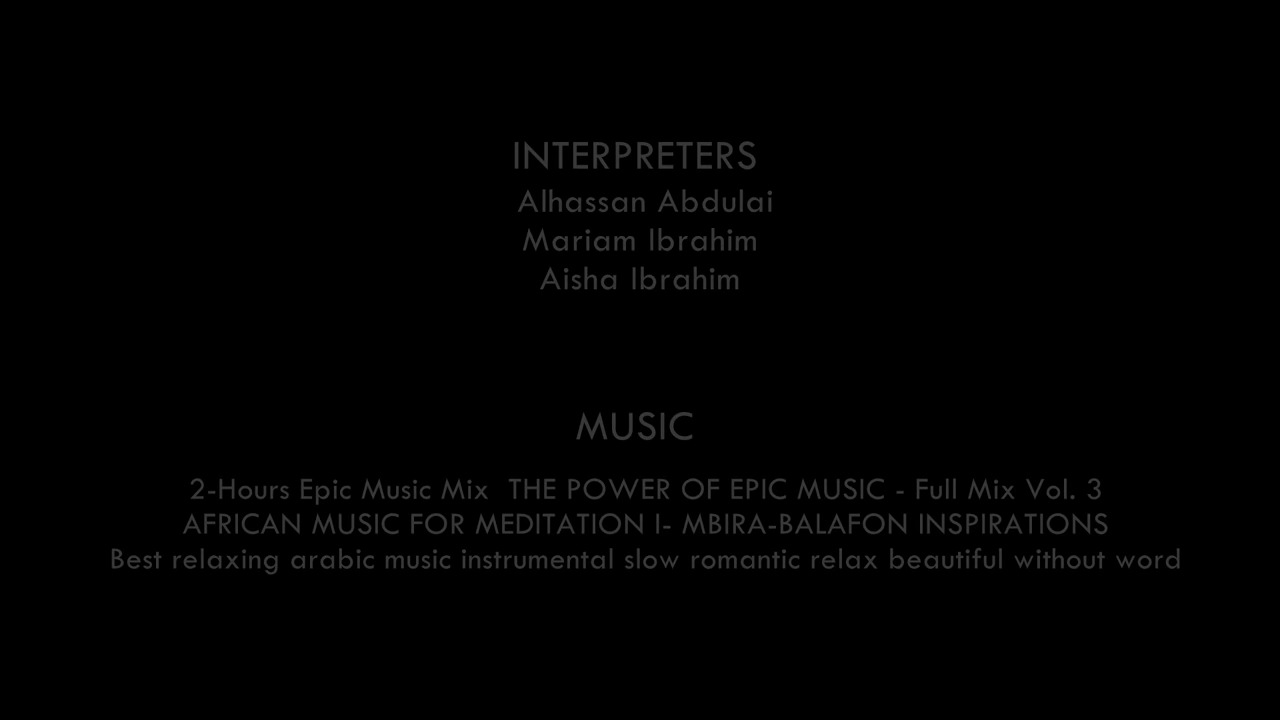 INTERPRETERS
Alhassan Abdulai
Mariam Ibrahim
Aisha Ibrahim
MUSIC
2-Hours Epic Music Mix  THE POWER OF EPIC MUSIC - Full Mix Vol. 3
AFRICAN MUSIC FOR MEDITATION I- MBIRA-BALAFON INSPIRATIONS
Best relaxing arabic music instrumental slow romantic relax beautiful without word